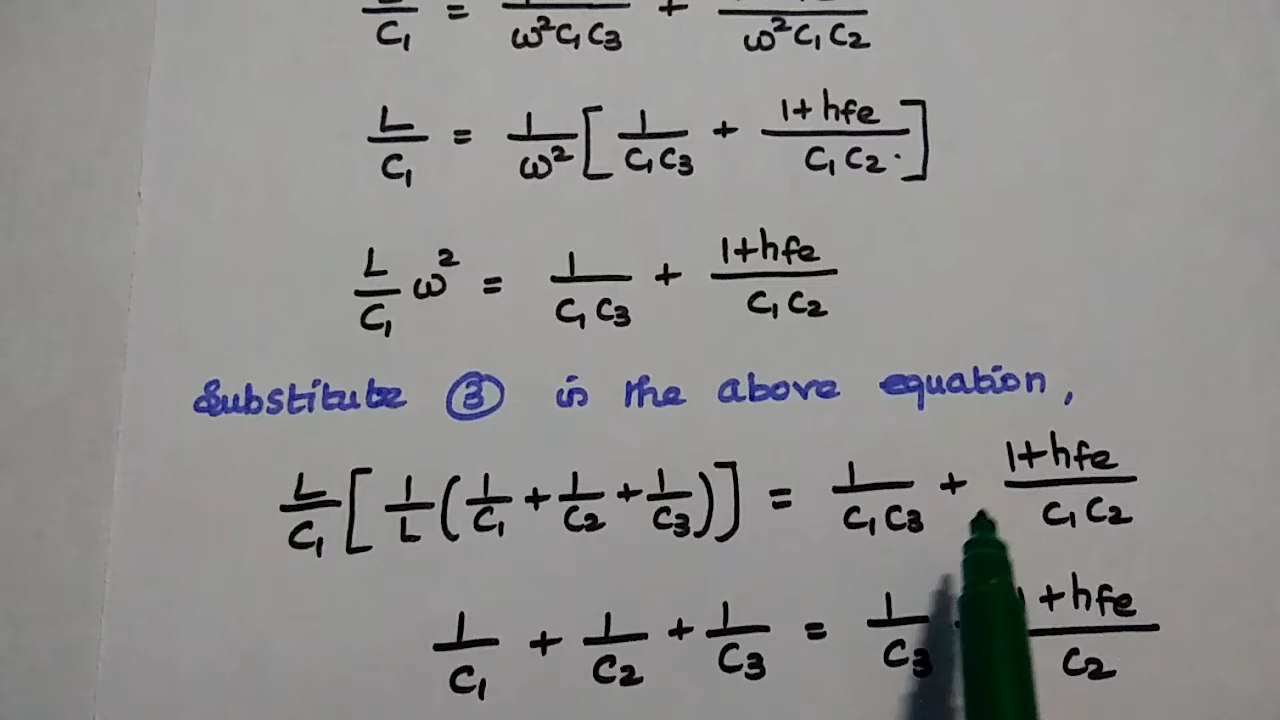 /C₁ = /ω²C₁C₃ + /ω²C₁C₂
L/C₁ = 1/ω² [ 1/C₁C₃ + 1+hfe/C₁C₂. ]
L/C₁ ω² = 1/C₁C₃ + 1+hfe/C₁C₂
Substitute ③ in the above equation,
L/C₁ [ 1/L ( 1/C₁ + 1/C₂ + 1/C₃ ) ] = 1/C₁C₃ + 1+hfe/C₁C₂
1/C₁ + 1/C₂ + 1/C₃ = 1/C₃ 1+hfe/C₂